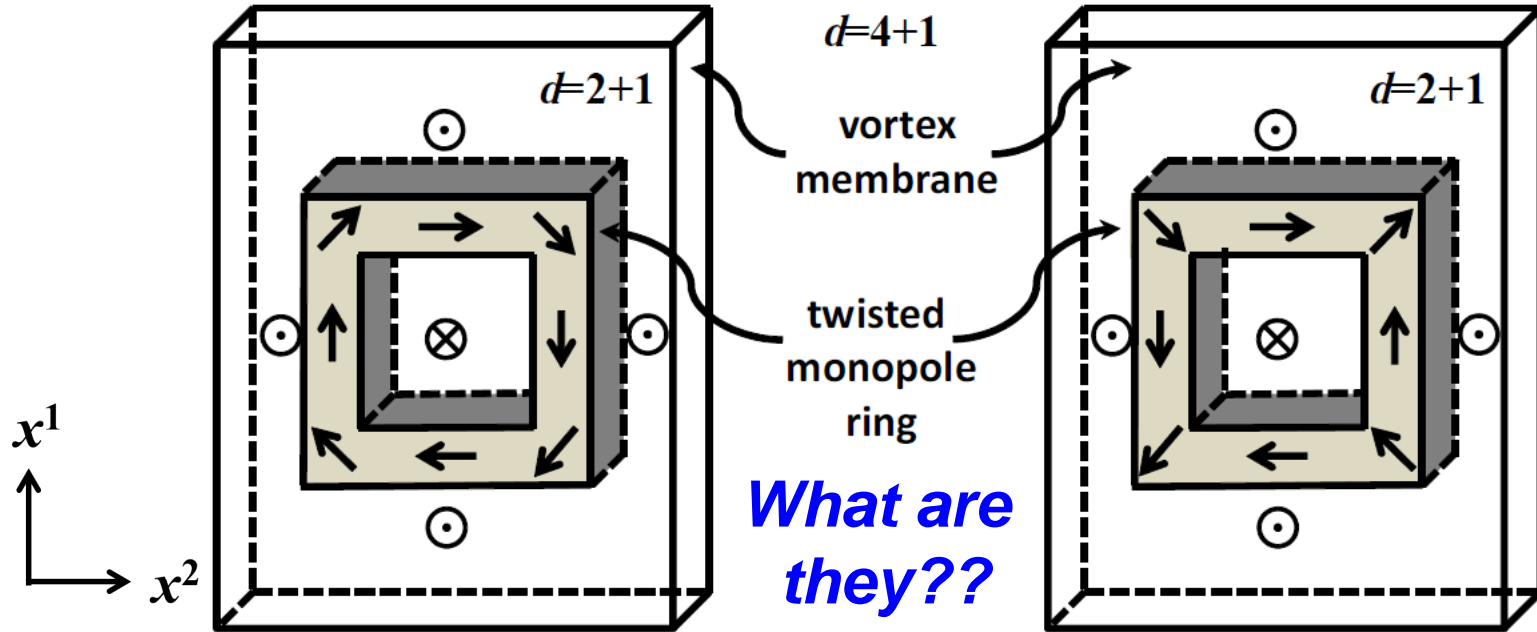 d=4+1
d=2+1
d=2+1
vortex
membrane
twisted
monopole
ring
What are
they??
x¹
x²